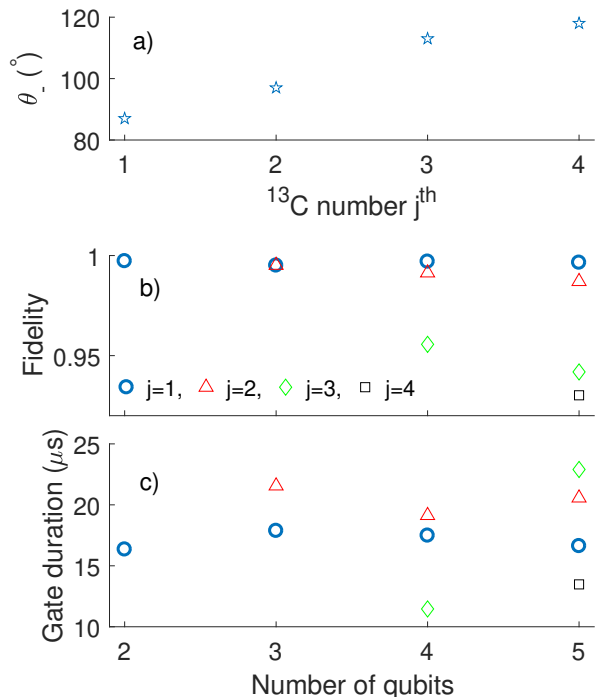 120
100
80
θ_ (°)
a)
1 2 3 4
¹³C number jᵗʰ
1
0.95
Fidelity
b)
j=1, j=2, j=3, j=4
25
20
15
10
Gate duration (μs)
c)
2 3 4 5
Number of qubits